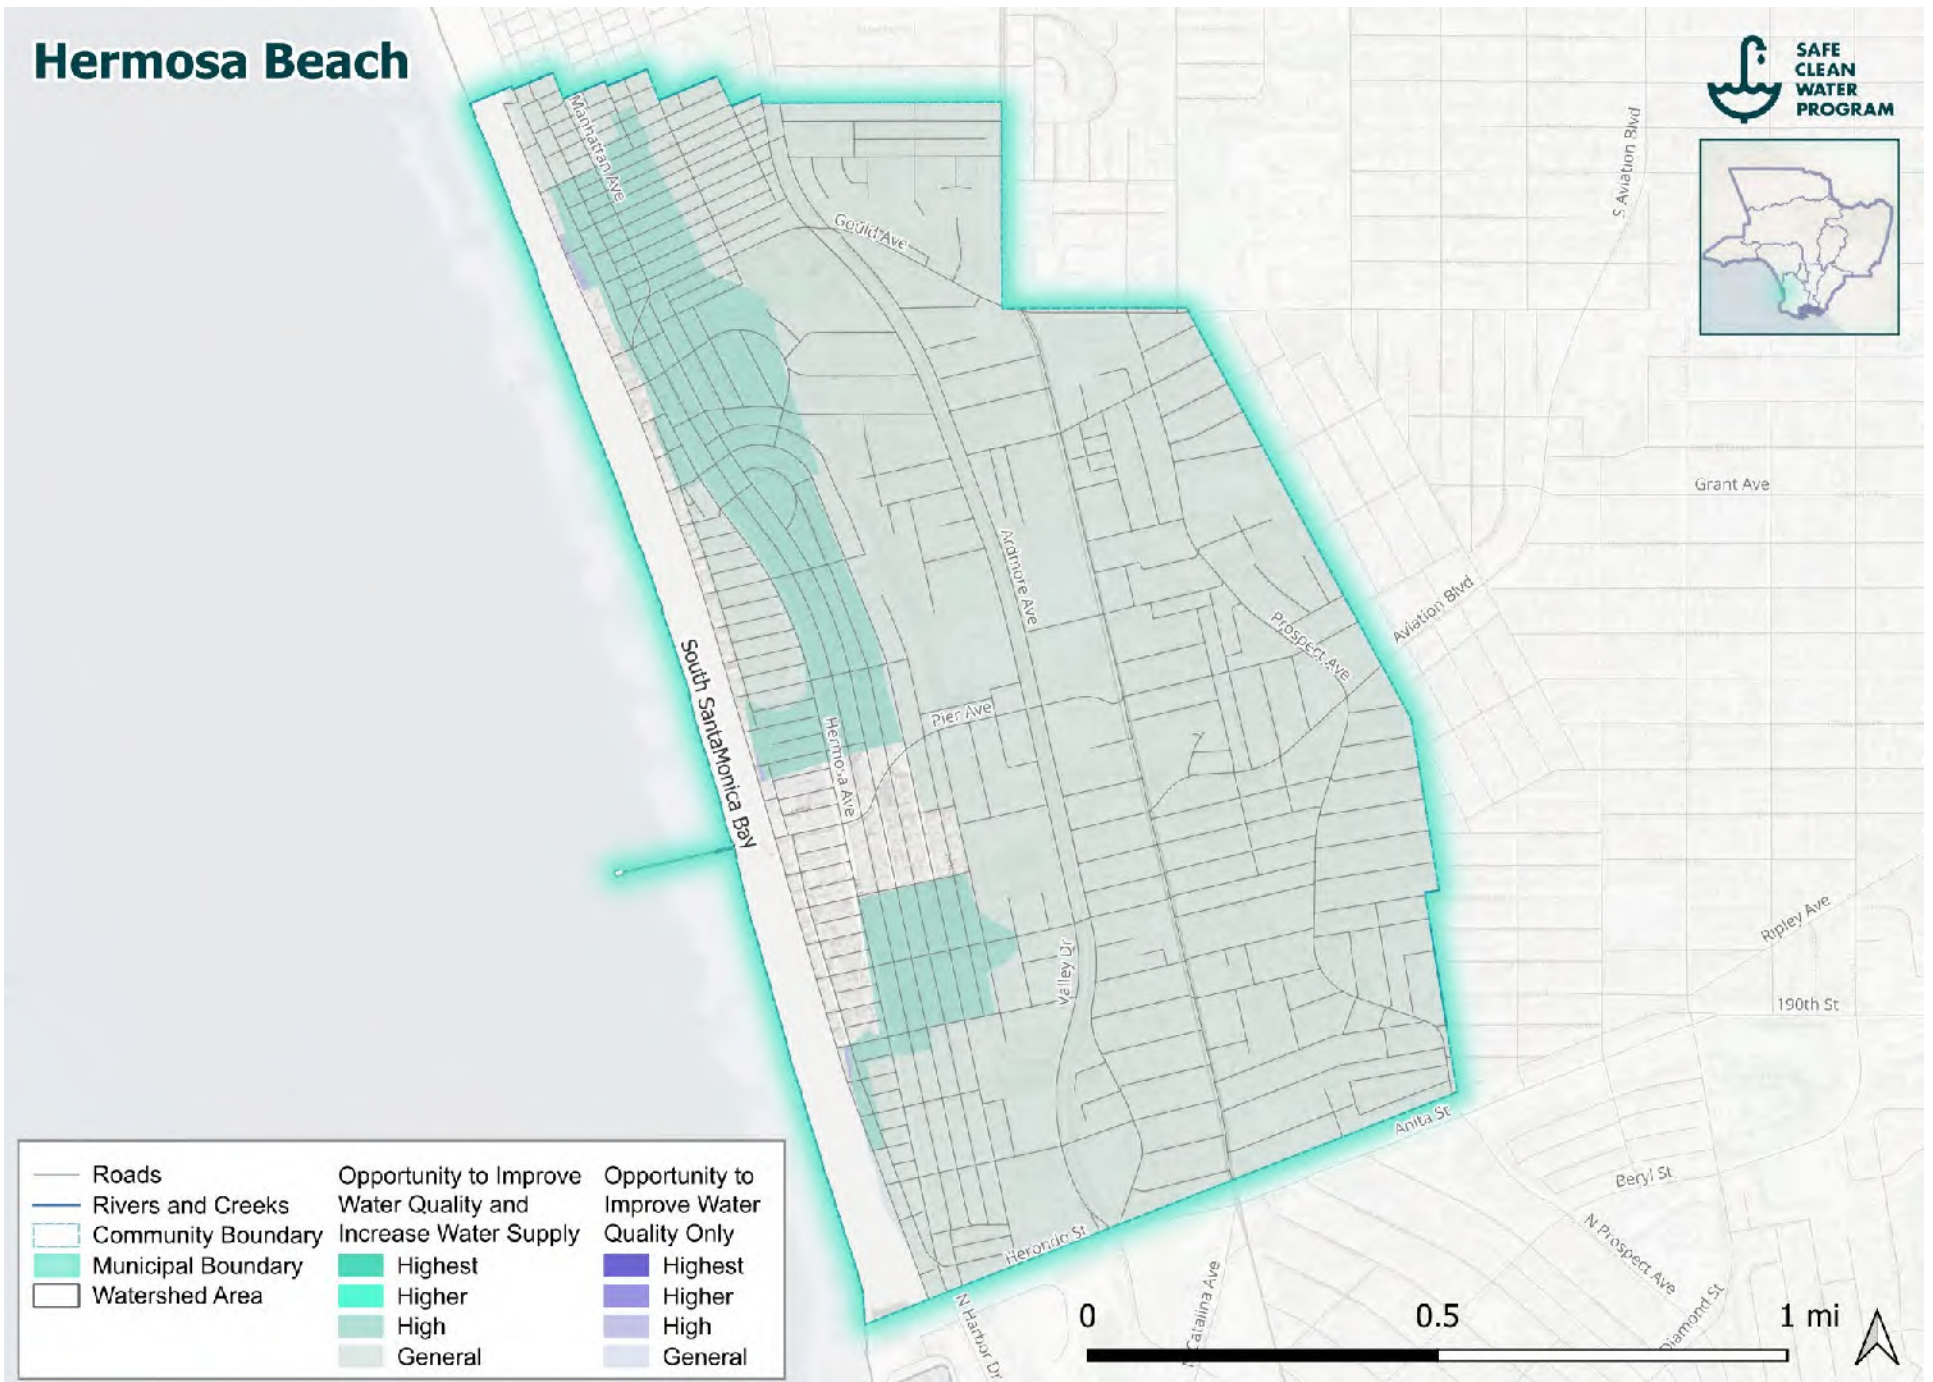 Hermosa Beach
SAFE
CLEAN
WATER
PROGRAM
Manhattan Ave
Gould Ave
S Aviation Blvd
Grant Ave
Ardmore Ave
Aviation Blvd
Prospect Ave
South SantaMonica Bay
Pier Ave
Hermosa Ave
Valley Dr
Ripley Ave
190th St
Anita St
Beryl St
Herondo St
N Prospect Ave
Diamond St
N Harbor Dr
Catalina Ave
Roads
Rivers and Creeks
Community Boundary
Municipal Boundary
Watershed Area
Opportunity to Improve
Water Quality and
Increase Water Supply
Highest
Higher
High
General
Opportunity to
Improve Water
Quality Only
Highest
Higher
High
General
0 0.5 1 mi